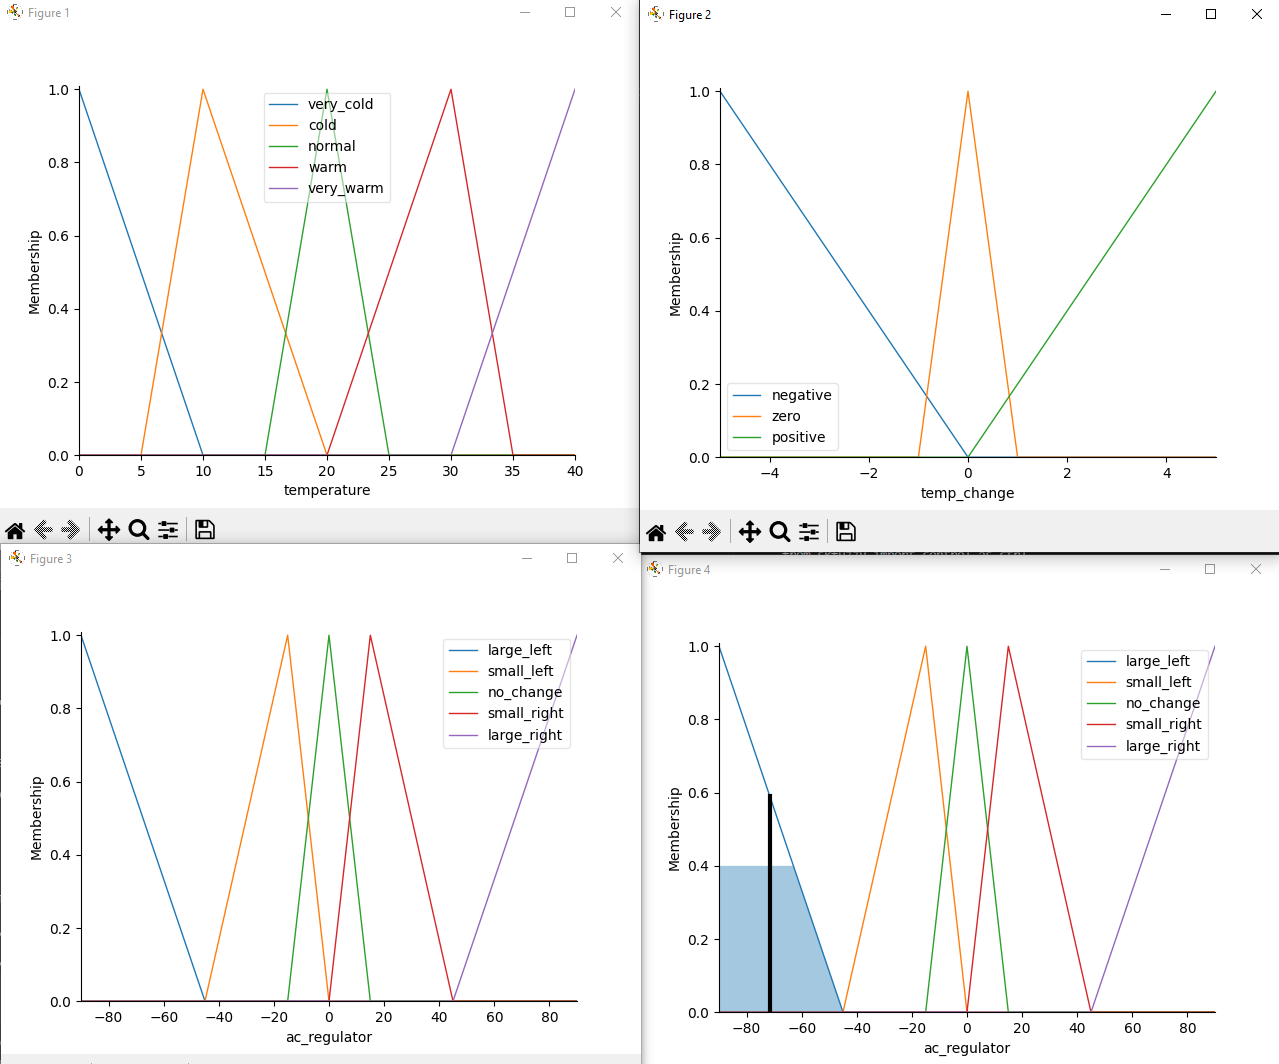 Figure 1
very_cold
cold
normal
warm
very_warm
Membership
1.0
0.8
0.6
0.4
0.2
0.0
0 5 10 15 20 25 30 35 40
temperature
Figure 2
negative
zero
positive
Membership
1.0
0.8
0.6
0.4
0.2
0.0
−4 −2 0 2 4
temp_change
Figure 3
large_left
small_left
no_change
small_right
large_right
Membership
1.0
0.8
0.6
0.4
0.2
0.0
−80 −60 −40 −20 0 20 40 60 80
ac_regulator
Figure 4
large_left
small_left
no_change
small_right
large_right
Membership
1.0
0.8
0.6
0.4
0.2
0.0
−80 −60 −40 −20 0 20 40 60 80
ac_regulator